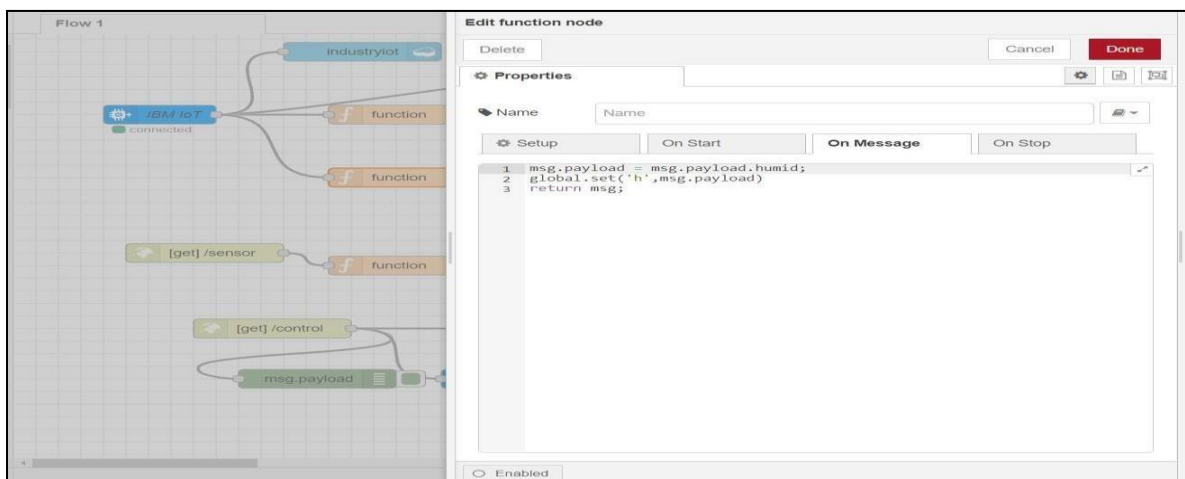 Flow 1
industryiot
IBM IoT
connected
function
function
[get] /sensor
function
[get] /control
msg.payload
Edit function node
Delete
Cancel
Done
Properties
Name
Name
Setup
On Start
On Message
On Stop
1 msg.payload = msg.payload.humid;
2 global.set('h',msg.payload)
3 return msg;
Enabled